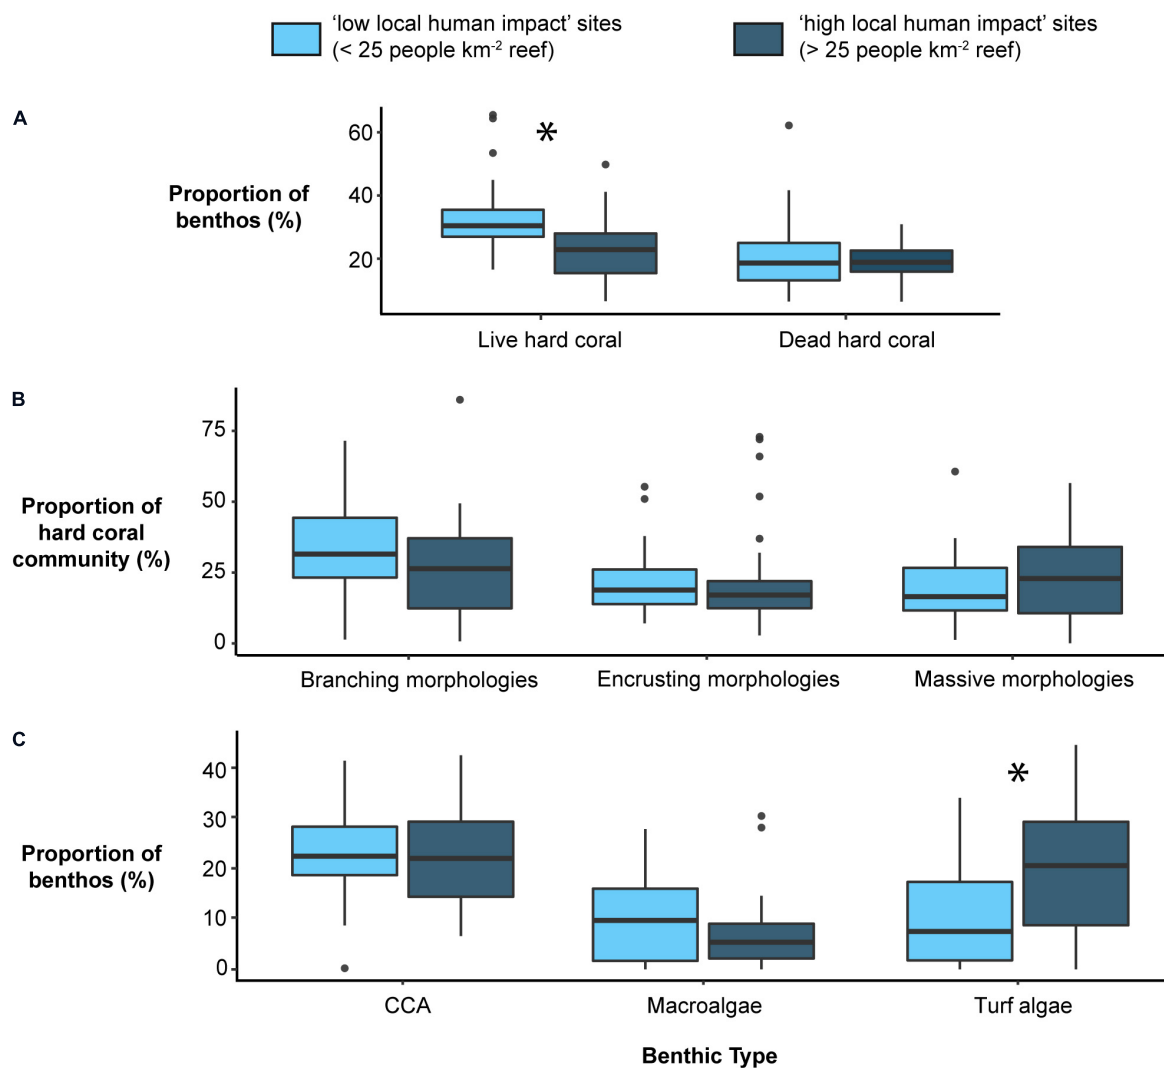 ‘low local human impact’ sites
(< 25 people km-2 reef)
‘high local human impact’ sites
(> 25 people km-2 reef)
A
Proportion of
benthos (%)
60
40
20
*
Live hard coral
Dead hard coral
B
Proportion of
hard coral
community (%)
75
50
25
0
Branching morphologies
Encrusting morphologies
Massive morphologies
C
Proportion of
benthos (%)
40
30
20
10
0
*
CCA
Macroalgae
Turf algae
Benthic Type